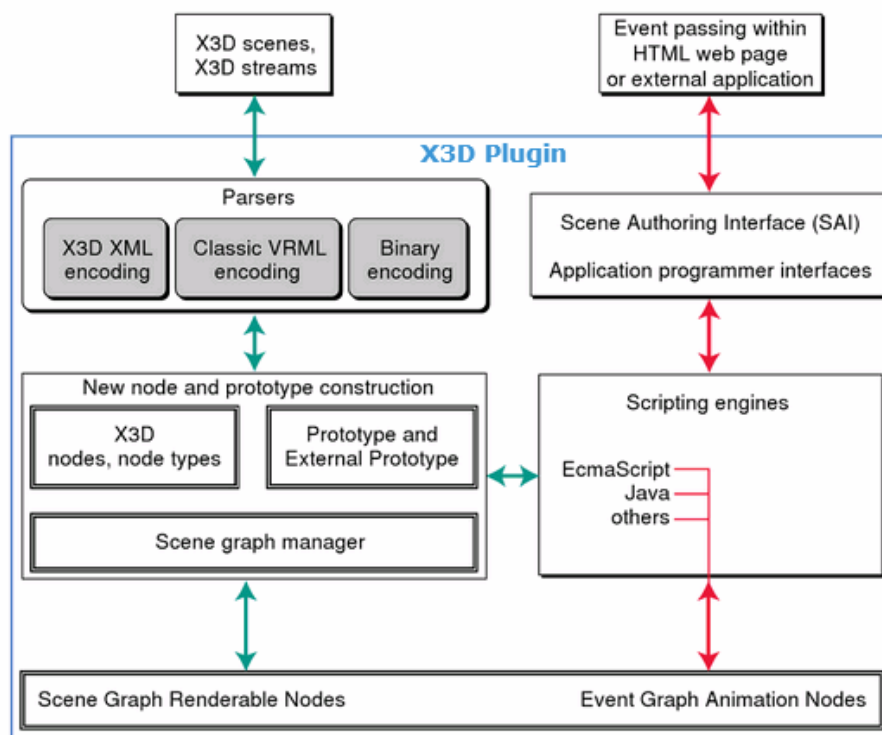 X3D scenes,
X3D streams
Event passing within
HTML web page
or external application
X3D Plugin
Parsers
X3D XML
encoding
Classic VRML
encoding
Binary
encoding
Scene Authoring Interface (SAI)
Application programmer interfaces
New node and prototype construction
X3D
nodes, node types
Prototype and
External Prototype
Scene graph manager
Scripting engines
EcmaScript
Java
others
Scene Graph Renderable Nodes
Event Graph Animation Nodes